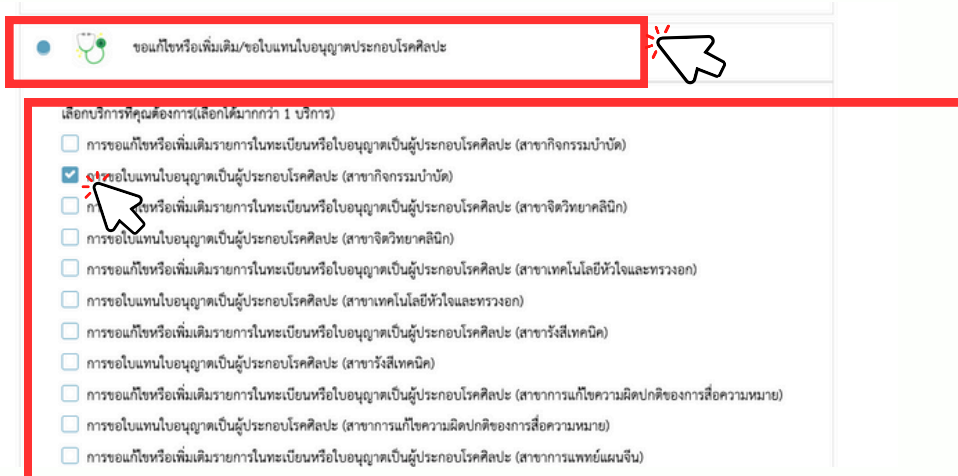 ขอแก้ไขหรือเพิ่มเติม/ขอใบแทนใบอนุญาตประกอบโรคศิลปะ
เลือกบริการที่คุณต้องการ(เลือกได้มากกว่า 1 บริการ)
การขอแก้ไขหรือเพิ่มเติมรายการในทะเบียนหรือใบอนุญาตเป็นผู้ประกอบโรคศิลปะ (สาขากิจกรรมบำบัด)
การขอใบแทนใบอนุญาตเป็นผู้ประกอบโรคศิลปะ (สาขากิจกรรมบำบัด)
การขอแก้ไขหรือเพิ่มเติมรายการในทะเบียนหรือใบอนุญาตเป็นผู้ประกอบโรคศิลปะ (สาขาจิตวิทยาคลินิก)
การขอใบแทนใบอนุญาตเป็นผู้ประกอบโรคศิลปะ (สาขาจิตวิทยาคลินิก)
การขอแก้ไขหรือเพิ่มเติมรายการในทะเบียนหรือใบอนุญาตเป็นผู้ประกอบโรคศิลปะ (สาขาเทคโนโลยีหัวใจและทรวงอก)
การขอใบแทนใบอนุญาตเป็นผู้ประกอบโรคศิลปะ (สาขาเทคโนโลยีหัวใจและทรวงอก)
การขอแก้ไขหรือเพิ่มเติมรายการในทะเบียนหรือใบอนุญาตเป็นผู้ประกอบโรคศิลปะ (สาขารังสีเทคนิค)
การขอใบแทนใบอนุญาตเป็นผู้ประกอบโรคศิลปะ (สาขารังสีเทคนิค)
การขอแก้ไขหรือเพิ่มเติมรายการในทะเบียนหรือใบอนุญาตเป็นผู้ประกอบโรคศิลปะ (สาขาการแก้ไขความผิดปกติของการสื่อความหมาย)
การขอใบแทนใบอนุญาตเป็นผู้ประกอบโรคศิลปะ (สาขาการแก้ไขความผิดปกติของการสื่อความหมาย)
การขอแก้ไขหรือเพิ่มเติมรายการในทะเบียนหรือใบอนุญาตเป็นผู้ประกอบโรคศิลปะ (สาขาการแพทย์แผนจีน)